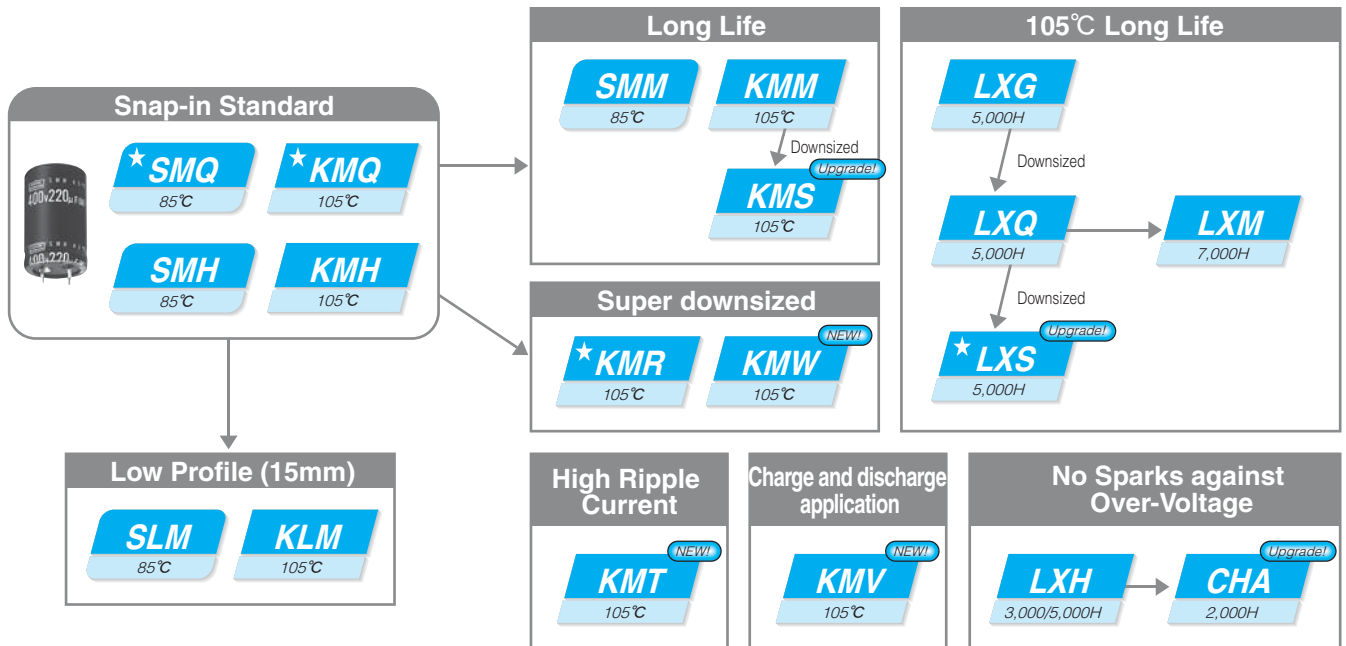 Snap-in Standard
400v220μF
★SMQ
85℃
★KMQ
105℃
SMH
85℃
KMH
105℃
Long Life
SMM
85℃
KMM
105℃
Downsized
Upgrade!
KMS
105℃
Super downsized
★KMR
105℃
NEW!
KMW
105℃
105℃ Long Life
LXG
5,000H
Downsized
LXQ
5,000H
LXM
7,000H
Downsized
Upgrade!
★LXS
5,000H
Low Profile (15mm)
SLM
85℃
KLM
105℃
High Ripple
Current
NEW!
KMT
105℃
Charge and discharge
application
NEW!
KMV
105℃
No Sparks against
Over-Voltage
LXH
3,000/5,000H
Upgrade!
CHA
2,000H